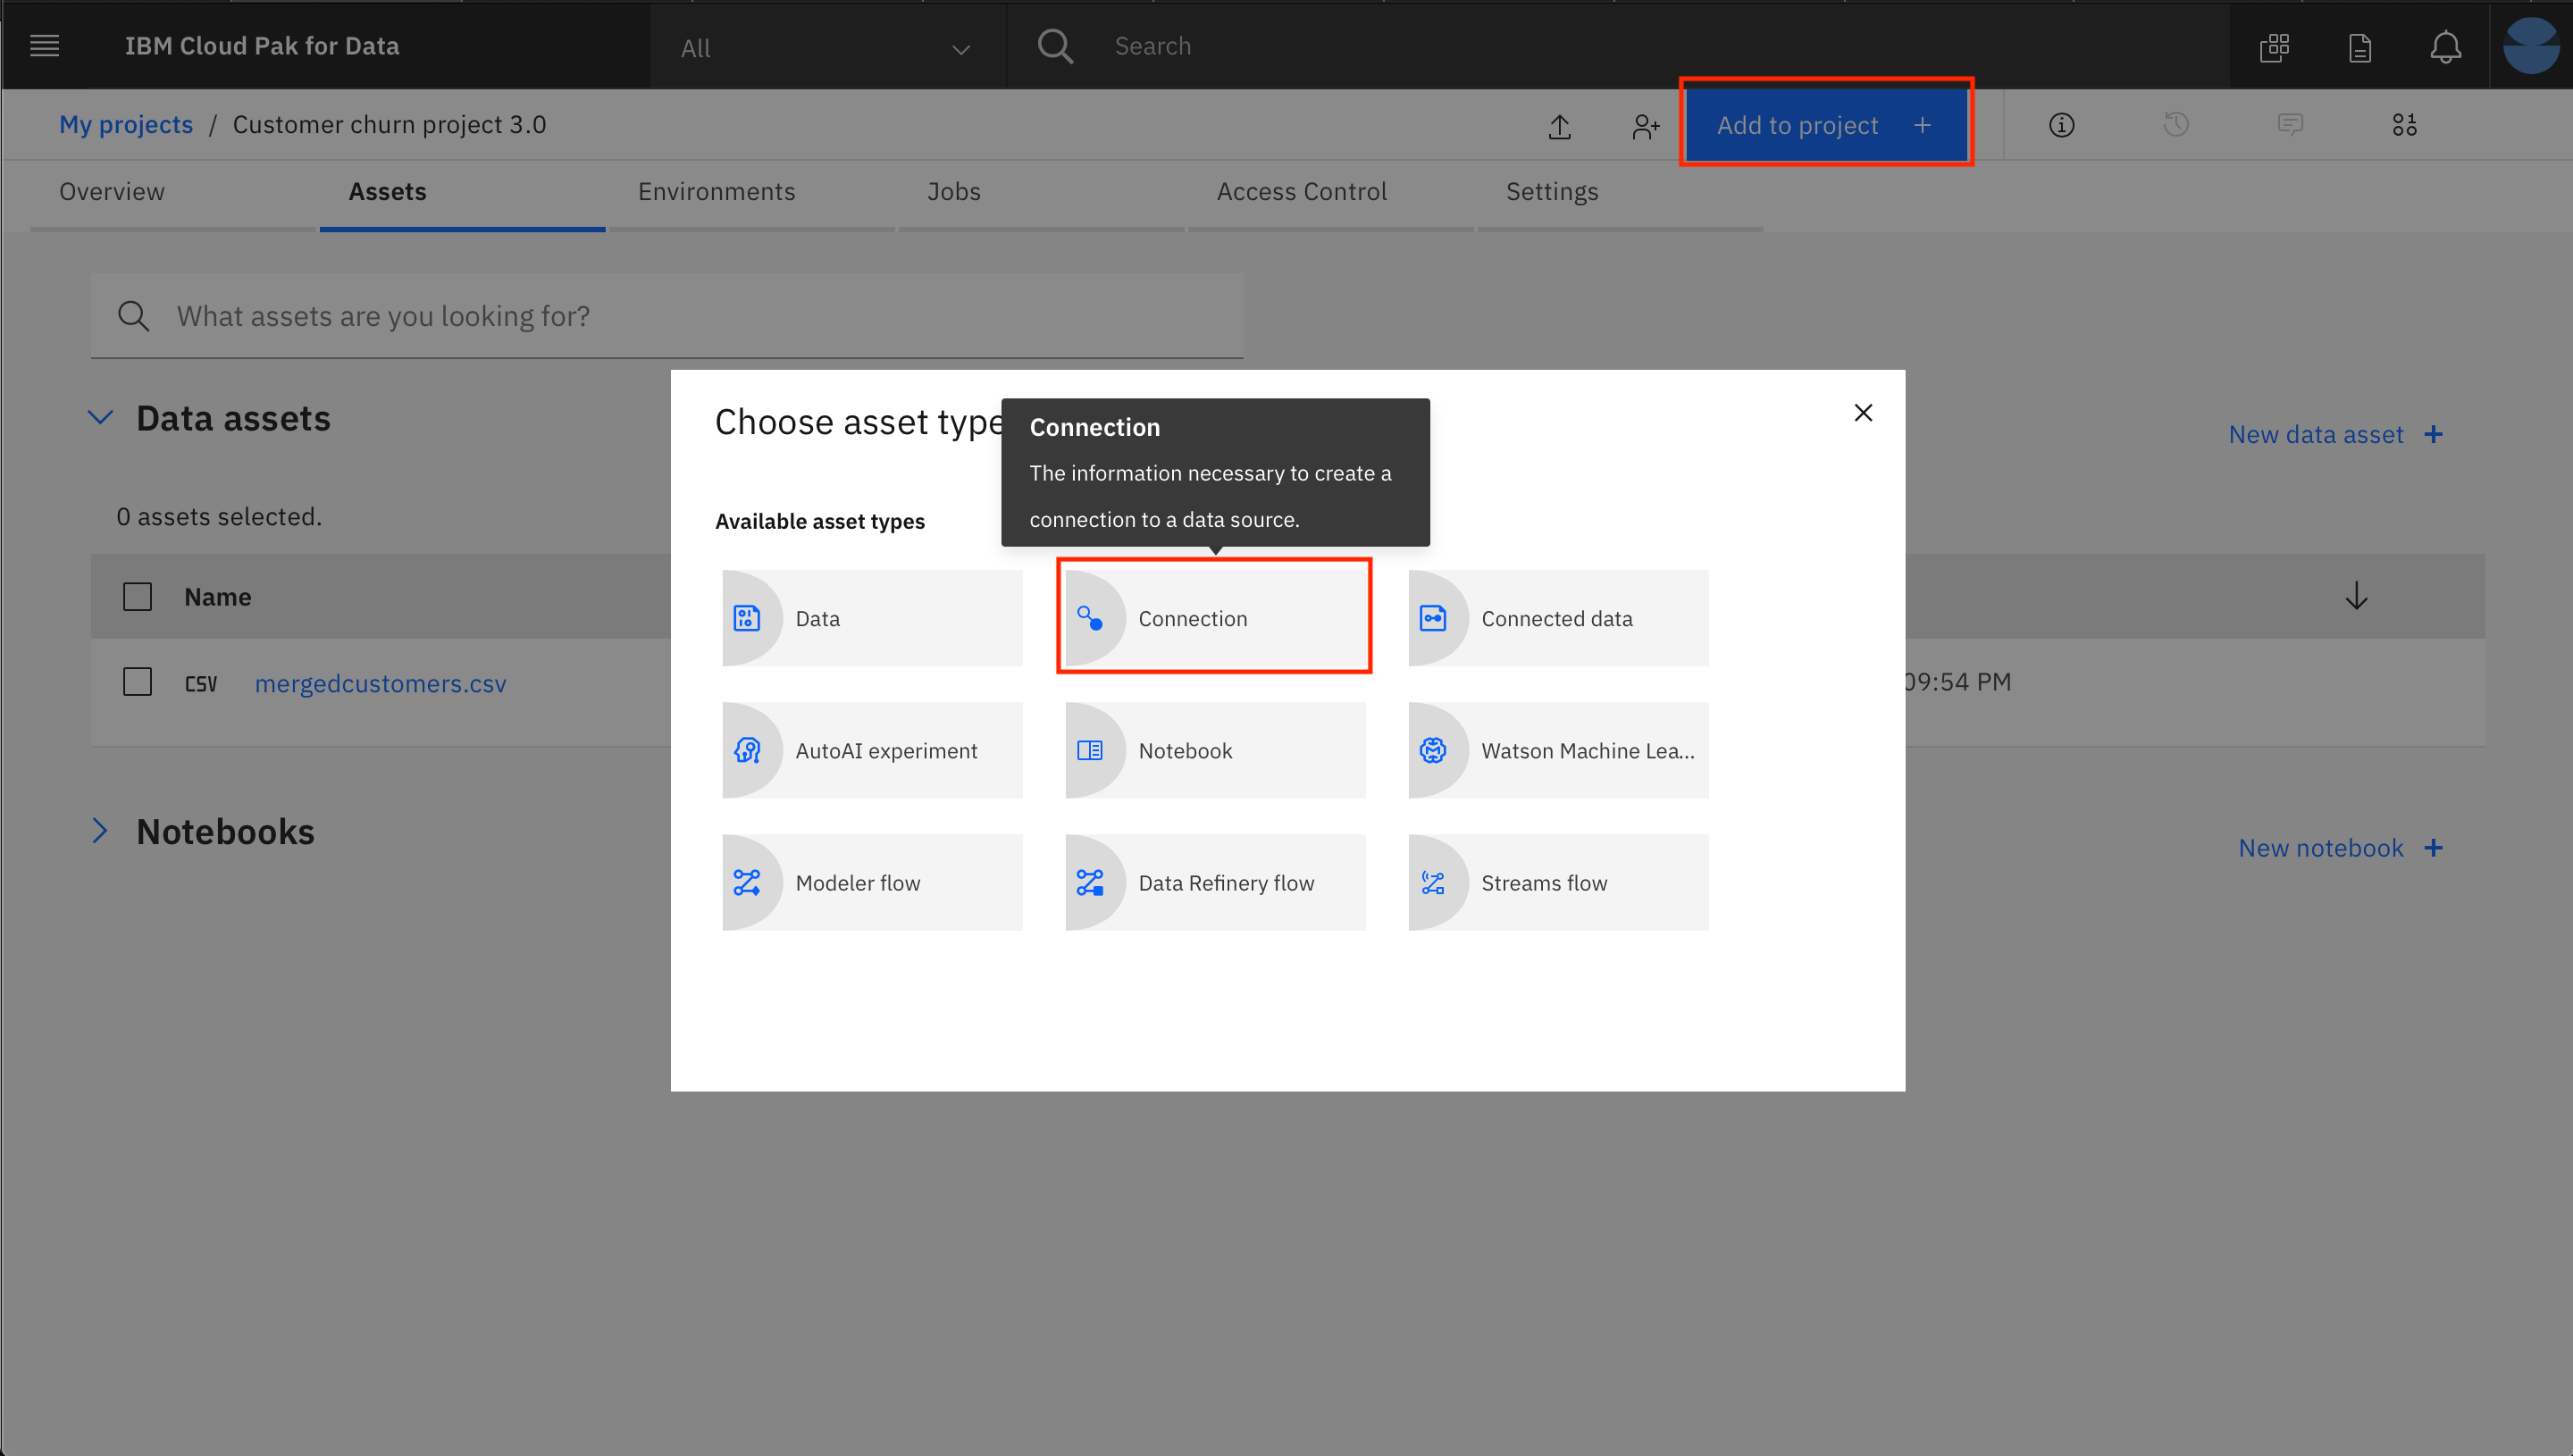 IBM Cloud Pak for Data
All
Search
My projects / Customer churn project 3.0
Add to project +
Overview
Assets
Environments
Jobs
Access Control
Settings
What assets are you looking for?
Data assets
New data asset +
0 assets selected.
Name
CSV mergedcustomers.csv
09:54 PM
Notebooks
New notebook +
Choose asset type
Connection
The information necessary to create a
connection to a data source.
Available asset types
Data
Connection
Connected data
AutoAI experiment
Notebook
Watson Machine Lea...
Modeler flow
Data Refinery flow
Streams flow